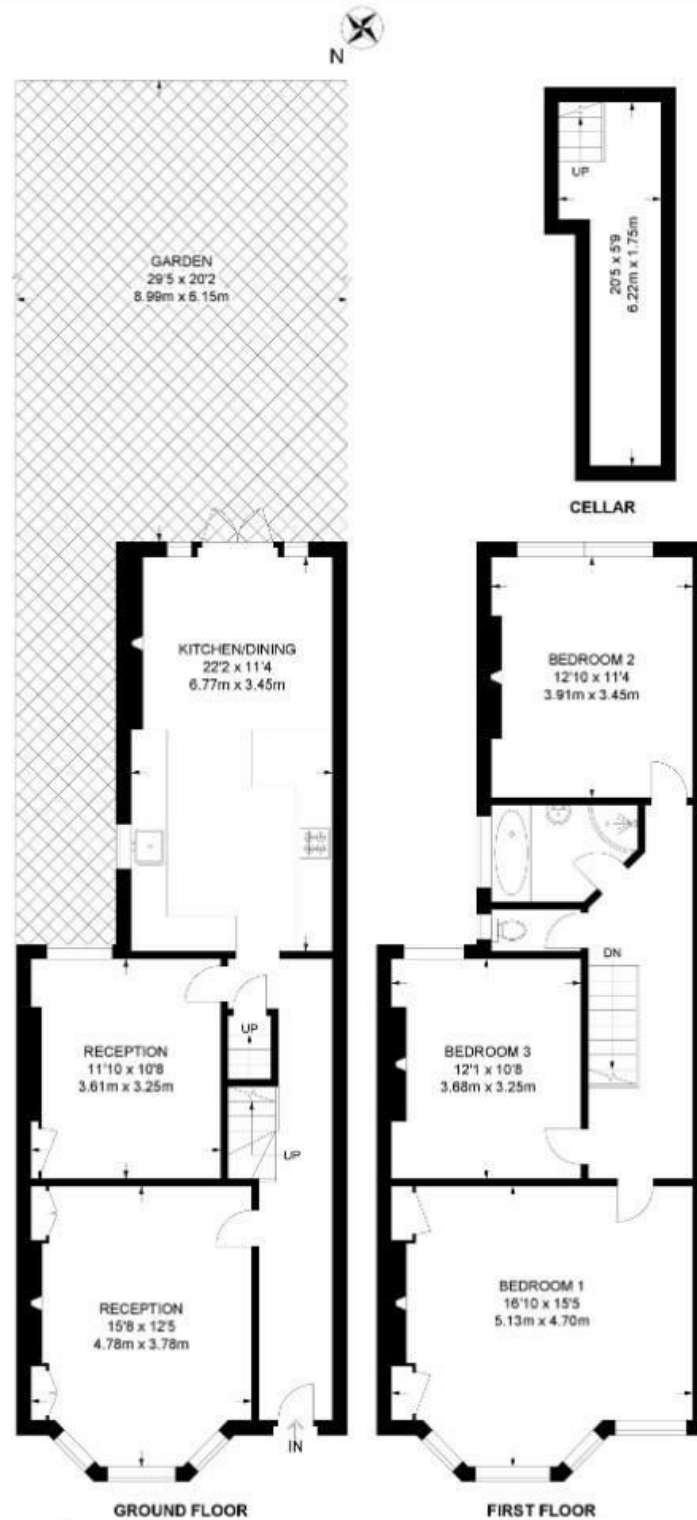 N
GARDEN
29'5 x 20'2
8.99m x 6.15m
UP
20'5 x 5'9
6.22m x 1.75m
CELLAR
KITCHEN/DINING
22'2 x 11'4
6.77m x 3.45m
BEDROOM 2
12'10 x 11'4
3.91m x 3.45m
RECEPTION
11'10 x 10'8
3.61m x 3.25m
UP
UP
DN
BEDROOM 3
12'1 x 10'8
3.68m x 3.25m
RECEPTION
15'8 x 12'5
4.78m x 3.78m
IN
BEDROOM 1
16'10 x 15'5
5.13m x 4.70m
GROUND FLOOR
FIRST FLOOR